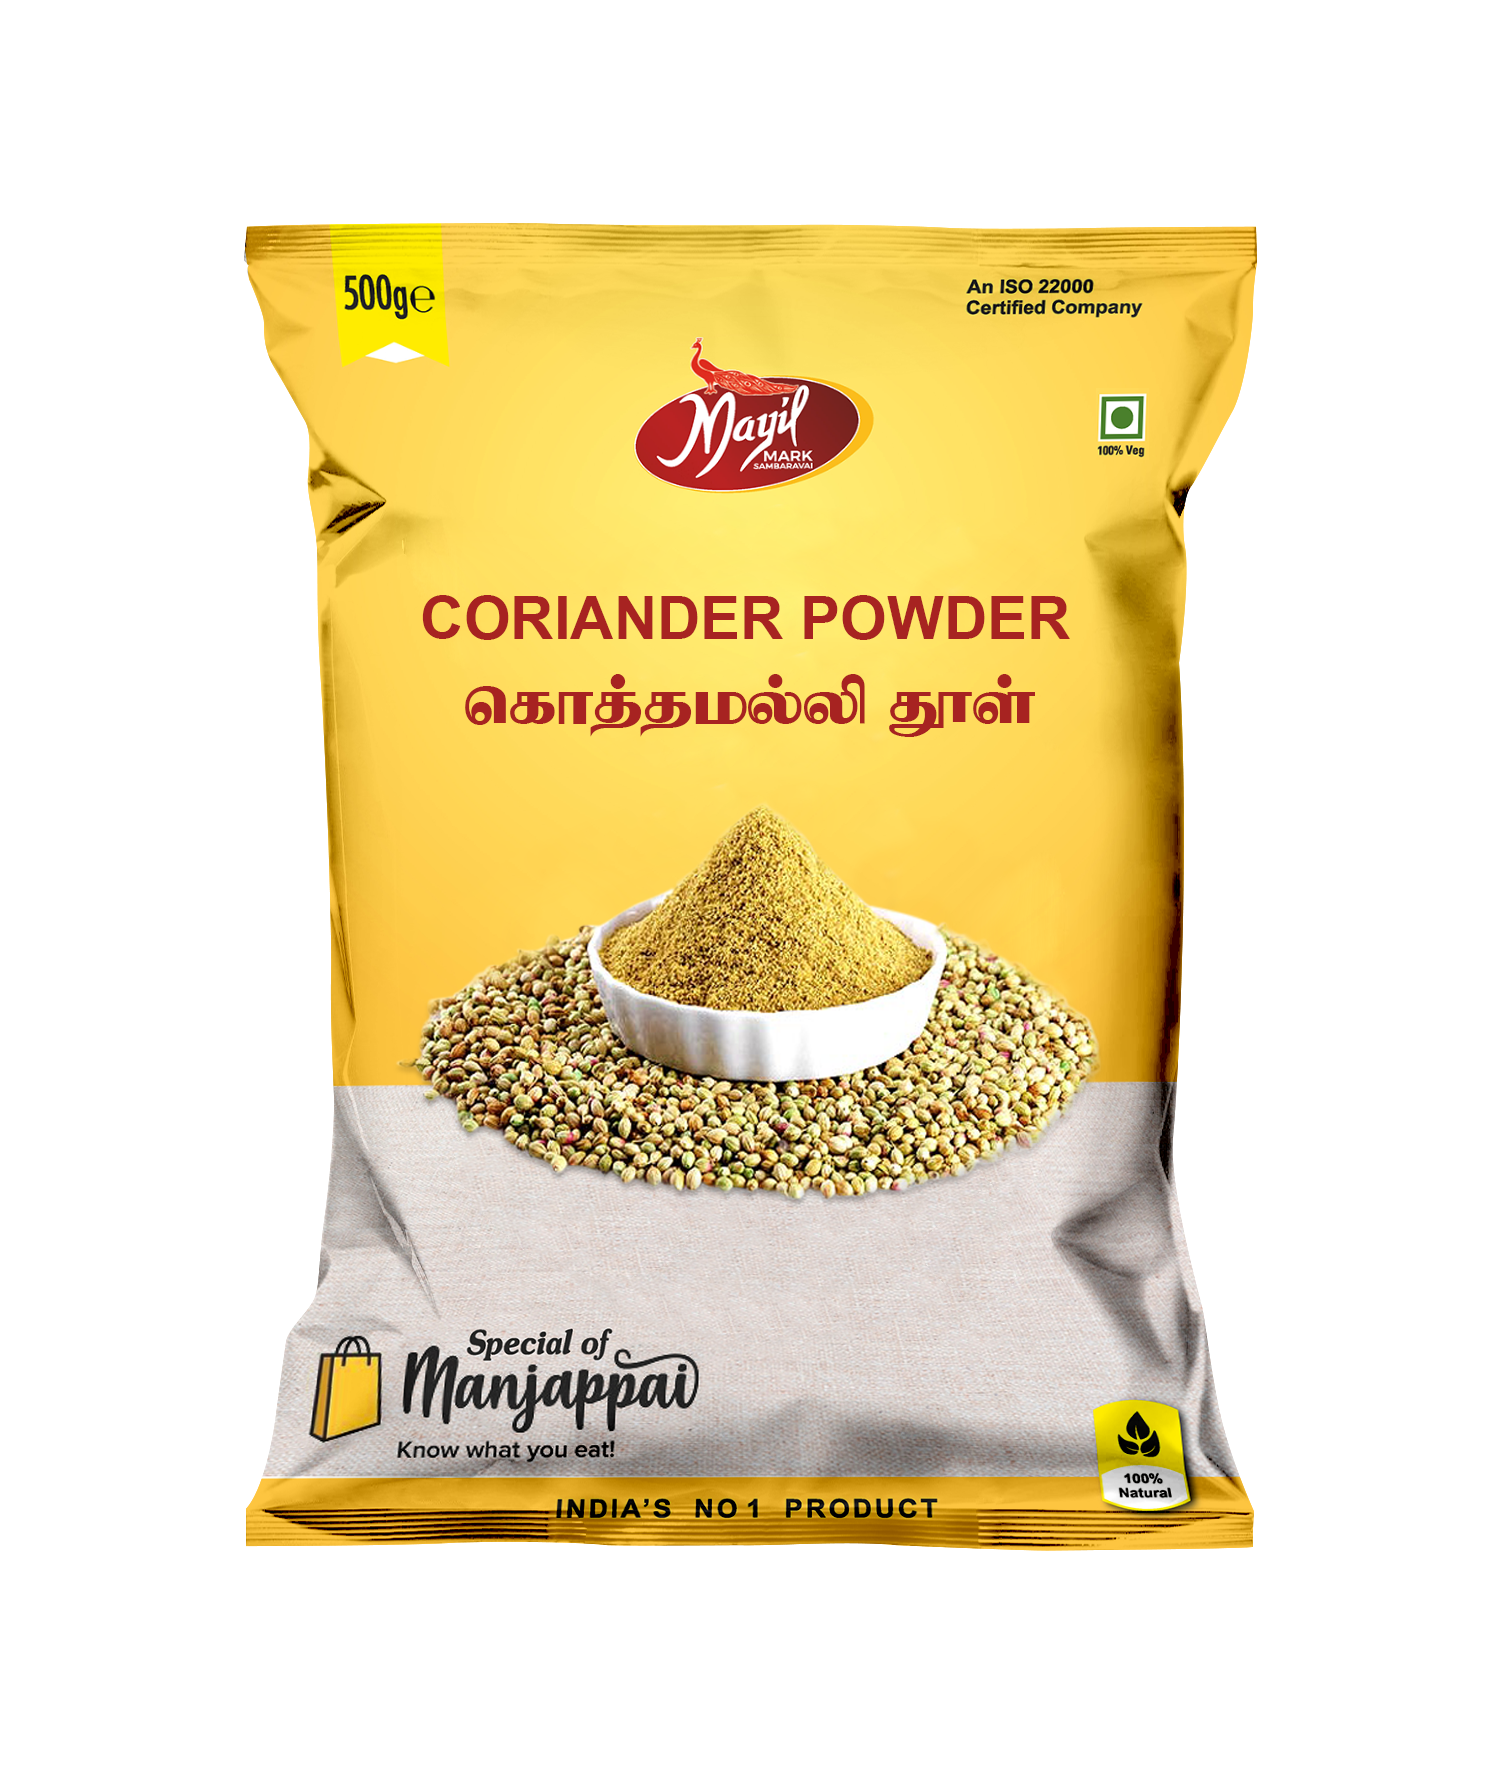 500g℮
An ISO 22000
Certified Company
Mayil
MARK
SAMBARAVAI
100% Veg
CORIANDER POWDER
கொத்தமல்லி தூள்
Special of
Manjappai
Know what you eat!
100%
Natural
INDIA'S NO 1 PRODUCT